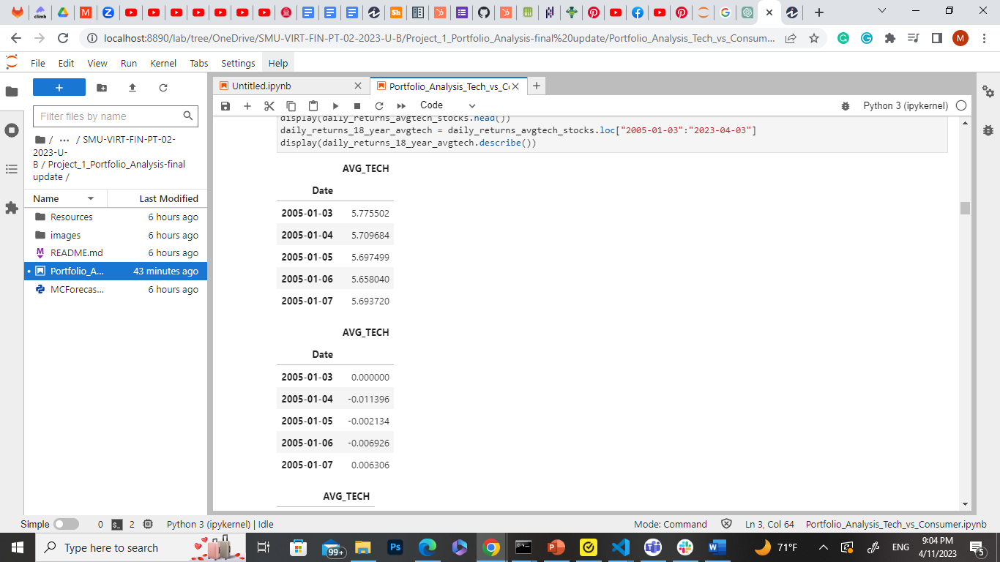 climb
M
Z
Sh
localhost:8890/lab/tree/OneDrive/SMU-VIRT-FIN-PT-02-2023-U-B/Project_1_Portfolio_Analysis-final%20update/Portfolio_Analysis_Tech_vs_Consum...
M
File Edit View Run Kernel Tabs Settings Help
Untitled.ipynb
Portfolio_Analysis_Tech_vs_Co
Code
Python 3 (ipykernel)
Filter files by name
/ ... / SMU-VIRT-FIN-PT-02-
2023-U-
B / Project_1_Portfolio_Analysis-final
update /
Name Last Modified
Resources 6 hours ago
images 6 hours ago
README.md 6 hours ago
Portfolio_A... 43 minutes ago
MCForecas... 6 hours ago
display(daily_returns_avgtech_stocks.head())
daily_returns_18_year_avgtech = daily_returns_avgtech_stocks.loc["2005-01-03":"2023-04-03"]
display(daily_returns_18_year_avgtech.describe())
AVG_TECH
Date
2005-01-03 5.775502
2005-01-04 5.709684
2005-01-05 5.697499
2005-01-06 5.658040
2005-01-07 5.693720
AVG_TECH
Date
2005-01-03 0.000000
2005-01-04 -0.011396
2005-01-05 -0.002134
2005-01-06 -0.006926
2005-01-07 0.006306
AVG_TECH
Simple 0 2 Python 3 (ipykernel) | Idle
Mode: Command Ln 3, Col 64 Portfolio_Analysis_Tech_vs_Consumer.ipynb
Type here to search
99+
Ps
71°F
ENG
9:04 PM
4/11/2023
5